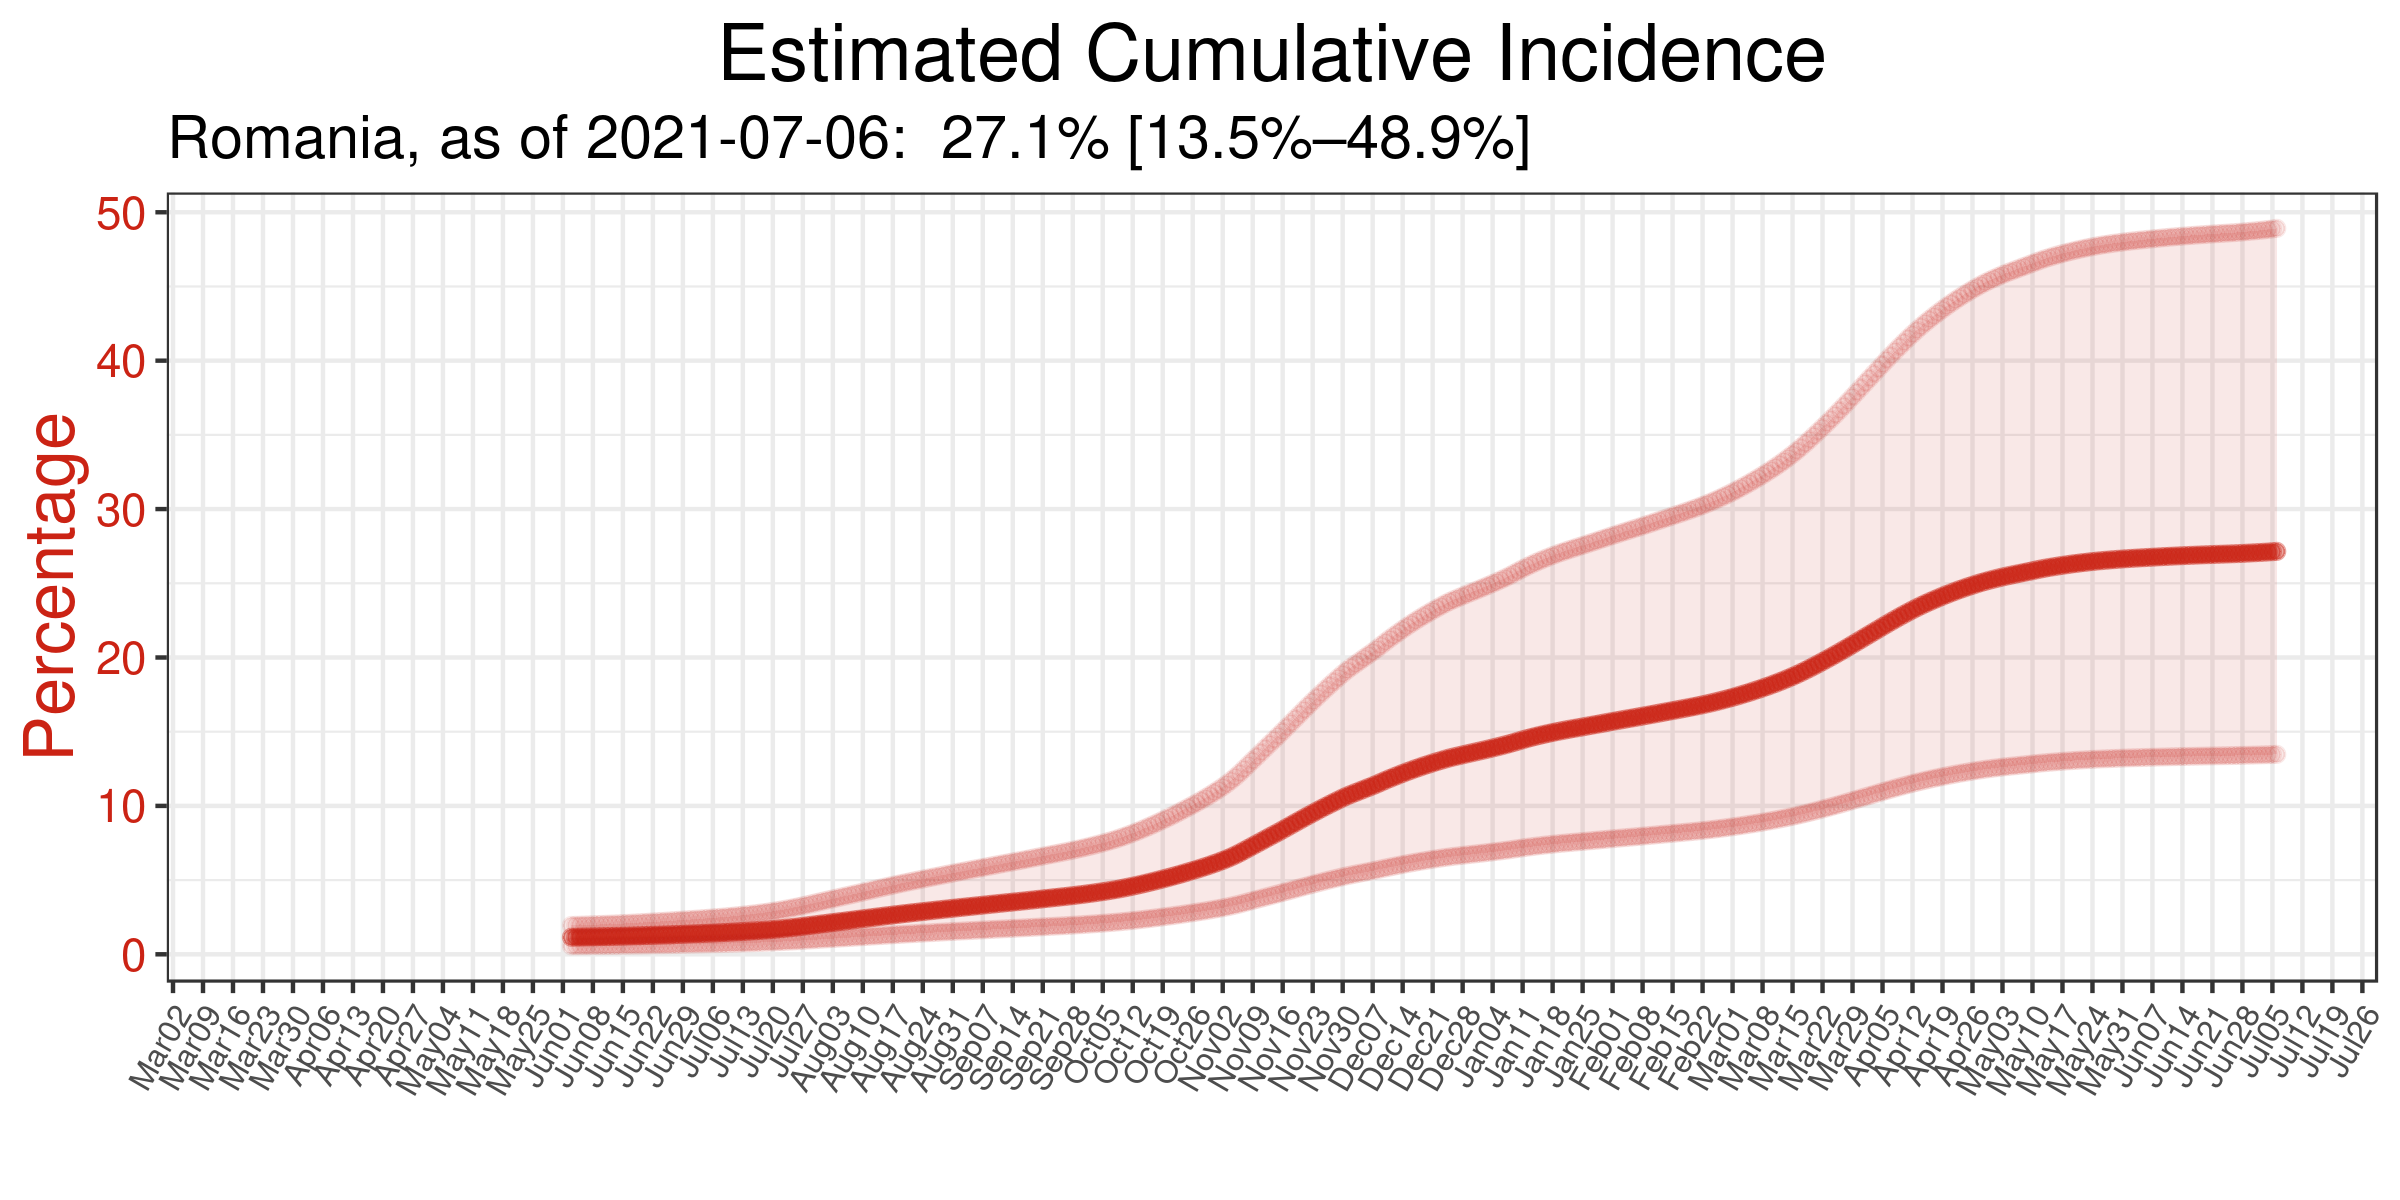 Estimated Cumulative Incidence
Romania, as of 2021-07-06:  27.1% [13.5%–48.9%]
Percentage
50
40
30
20
10
0
Mar02
Mar09
Mar16
Mar23
Mar30
Apr06
Apr13
Apr20
Apr27
May04
May11
May18
May25
Jun01
Jun08
Jun15
Jun22
Jun29
Jul06
Jul13
Jul20
Jul27
Aug03
Aug10
Aug17
Aug24
Aug31
Sep07
Sep14
Sep21
Sep28
Oct05
Oct12
Oct19
Oct26
Nov02
Nov09
Nov16
Nov23
Nov30
Dec07
Dec14
Dec21
Dec28
Jan04
Jan11
Jan18
Jan25
Feb01
Feb08
Feb15
Feb22
Mar01
Mar08
Mar15
Mar22
Mar29
Apr05
Apr12
Apr19
Apr26
May03
May10
May17
May24
May31
Jun07
Jun14
Jun21
Jun28
Jul05
Jul12
Jul19
Jul26